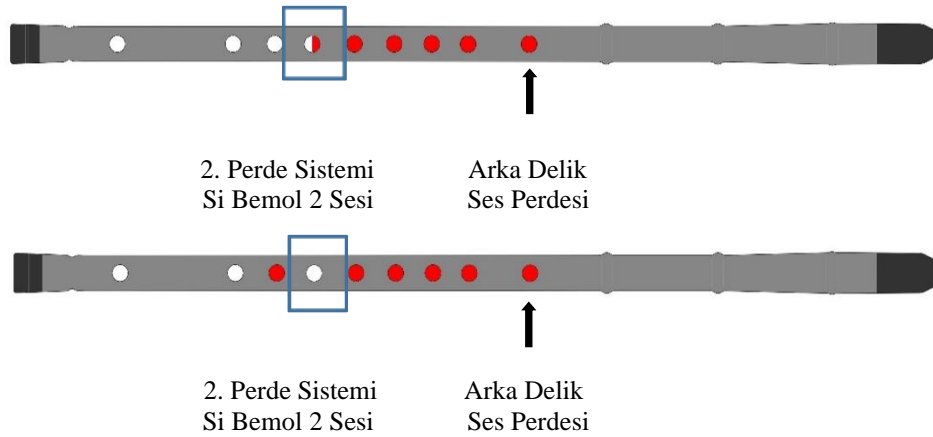 2. Perde Sistemi
Si Bemol 2 Sesi
Arka Delik
Ses Perdesi
2. Perde Sistemi
Si Bemol 2 Sesi
Arka Delik
Ses Perdesi